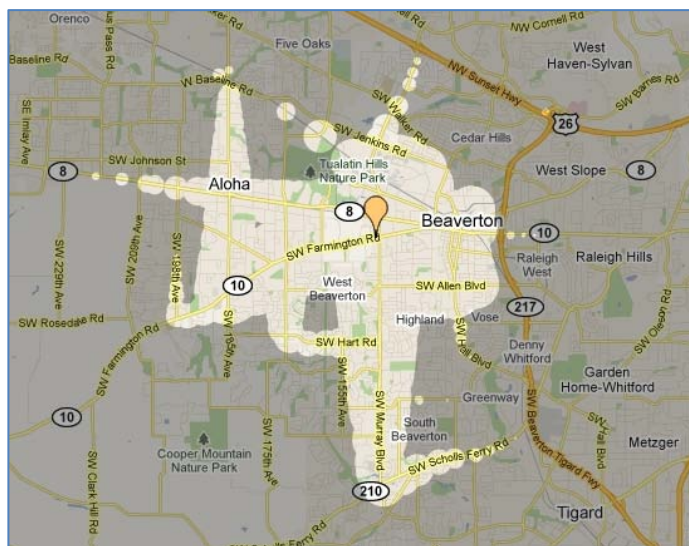 Orenco
Five Oaks
NW Cornell Rd
West
Haven-Sylvan
W Baseline Rd
NW Sunset Hwy
SW Barnes Rd
SW Walker Rd
26
SE Imlay Ave
SW Jenkins Rd
Cedar Hills
SW Johnson St
8
Tualatin Hills
Nature Park
West Slope
8
Aloha
8
Beaverton
10
SW 229th Ave
SW 209th Ave
SW 198th Ave
SW Farmington Rd
Raleigh
West
Raleigh Hills
10
West
Beaverton
SW Allen Blvd
217
SW Oleson Rd
SW Rosedale Rd
Highland
Vose
SW Farmington Rd
SW 185th Ave
SW Hart Rd
SW Hall Blvd
Denny
Whitford
SW 155th Ave
Garden
Home-Whitford
10
SW Murray Blvd
Greenway
SW Beaverton Tigard Fwy
SW Hall Blvd
South
Beaverton
Metzger
Cooper Mountain
Nature Park
SW 175th Ave
SW Scholls Ferry Rd
SW Clark Hill Rd
210
Tigard